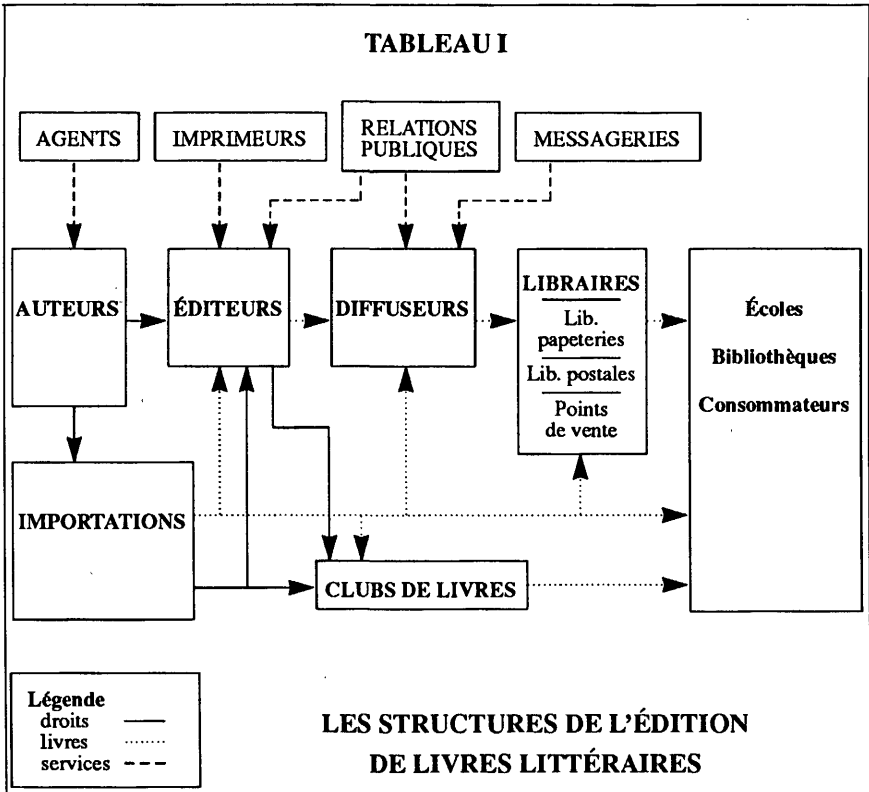 TABLEAU I
AGENTS
IMPRIMEURS
RELATIONS
PUBLIQUES
MESSAGERIES
AUTEURS
ÉDITEURS
DIFFUSEURS
LIBRAIRES
Lib.
papeteries
Lib. postales
Points
de vente
Écoles
Bibliothèques
Consommateurs
IMPORTATIONS
CLUBS DE LIVRES
Légende
droits
livres
services
LES STRUCTURES DE L'ÉDITION
DE LIVRES LITTÉRAIRES